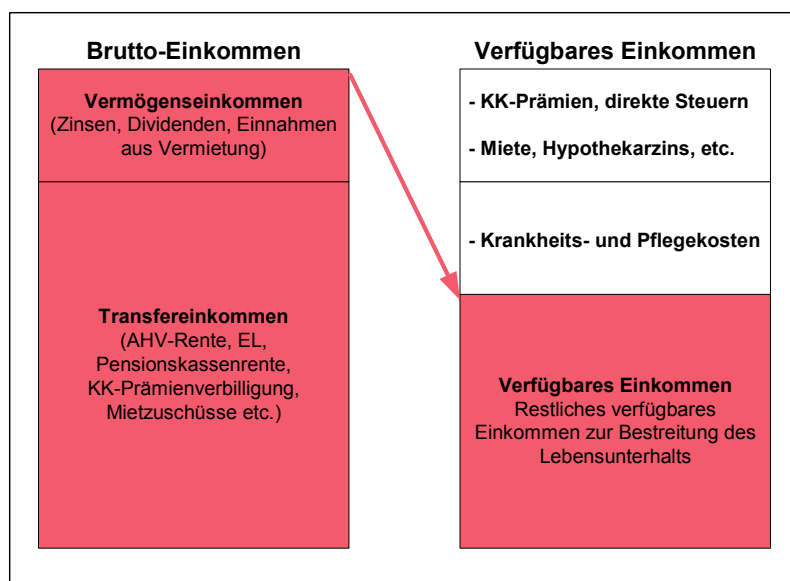 Brutto-Einkommen
Vermögenseinkommen
(Zinsen, Dividenden, Einnahmen
aus Vermietung)
Transfereinkommen
(AHV-Rente, EL,
Pensionskassenrente,
KK-Prämienverbilligung,
Mietzuschüsse etc.)
Verfügbares Einkommen
- KK-Prämien, direkte Steuern
- Miete, Hypothekarzins, etc.
- Krankheits- und Pflegekosten
Verfügbares Einkommen
Restliches verfügbares
Einkommen zur Bestreitung des
Lebensunterhalts